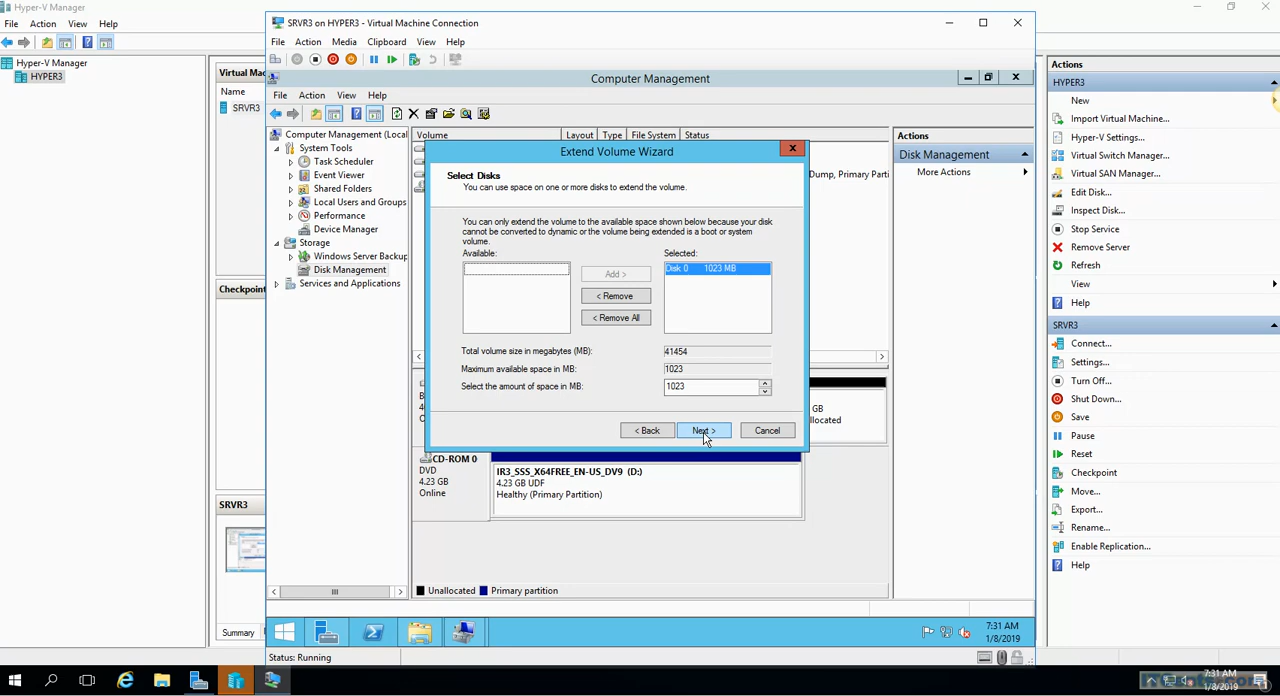 Hyper-V Manager
File Action View Help
Hyper-V Manager
HYPER3
Virtual Mac
Name
SRVR3
Checkpoint
SRVR3
Summary
SRVR3 on HYPER3 - Virtual Machine Connection
File Action Media Clipboard View Help
Computer Management
File Action View Help
Computer Management (Local
System Tools
Task Scheduler
Event Viewer
Shared Folders
Local Users and Groups
Performance
Device Manager
Storage
Windows Server Backup
Disk Management
Services and Applications
Volume Layout Type File System Status
Dump, Primary Parti
Extend Volume Wizard
Select Disks
You can use space on one or more disks to extend the volume.
You can only extend the volume to the available space shown below because your disk
cannot be converted to dynamic or the volume being extended is a boot or system
volume.
Available: Selected:
Disk 0 1023 MB
Add >
< Remove
< Remove All
Total volume size in megabytes (MB): 41454
Maximum available space in MB: 1023
Select the amount of space in MB: 1023
< Back Next > Cancel
GB
located
CD-ROM 0
DVD
4.23 GB
Online
IR3_SSS_X64FREE_EN-US_DV9 (D:)
4.23 GB UDF
Healthy (Primary Partition)
Unallocated Primary partition
Actions
Disk Management
More Actions
7:31 AM
1/8/2019
Status: Running
Actions
HYPER3
New
Import Virtual Machine...
Hyper-V Settings...
Virtual Switch Manager...
Virtual SAN Manager...
Edit Disk...
Inspect Disk...
Stop Service
Remove Server
Refresh
View
Help
SRVR3
Connect...
Settings...
Turn Off...
Shut Down...
Save
Pause
Reset
Checkpoint
Move...
Export...
Rename...
Enable Replication...
Help
7:31 AM
1/8/2019